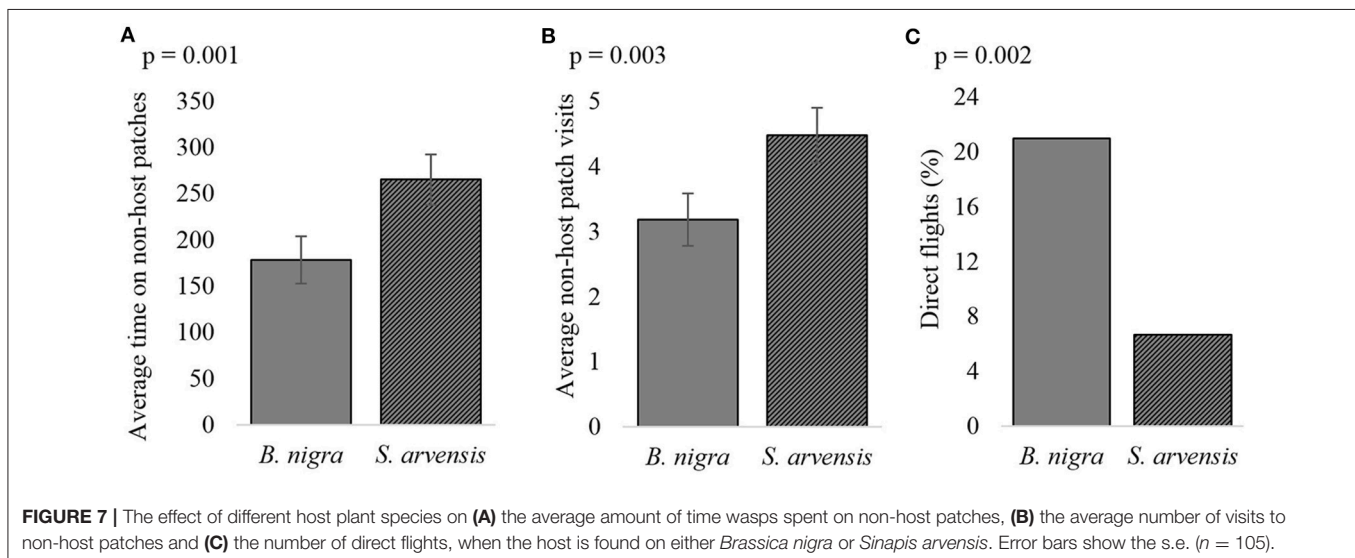 A
p = 0.001
Average time on non-host patches
350
300
250
200
150
100
50
0
B. nigra S. arvensis
B
p = 0.003
Average non-host patch visits
5
4
3
2
1
0
B. nigra S. arvensis
C
p = 0.002
Direct flights (%)
24
20
16
12
8
4
0
B. nigra S. arvensis
FIGURE 7 | The effect of different host plant species on (A) the average amount of time wasps spent on non-host patches, (B) the average number of visits to
non-host patches and (C) the number of direct flights, when the host is found on either Brassica nigra or Sinapis arvensis. Error bars show the s.e. (n = 105).